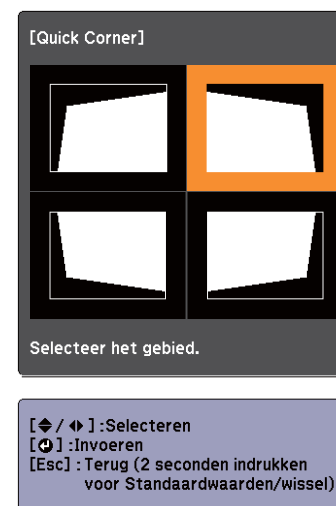 [Quick Corner]
Selecteer het gebied.
[ / ] :Selecteren
[ ] :Invoeren
[Esc] : Terug (2 seconden indrukken
voor Standaardwaarden/wissel)